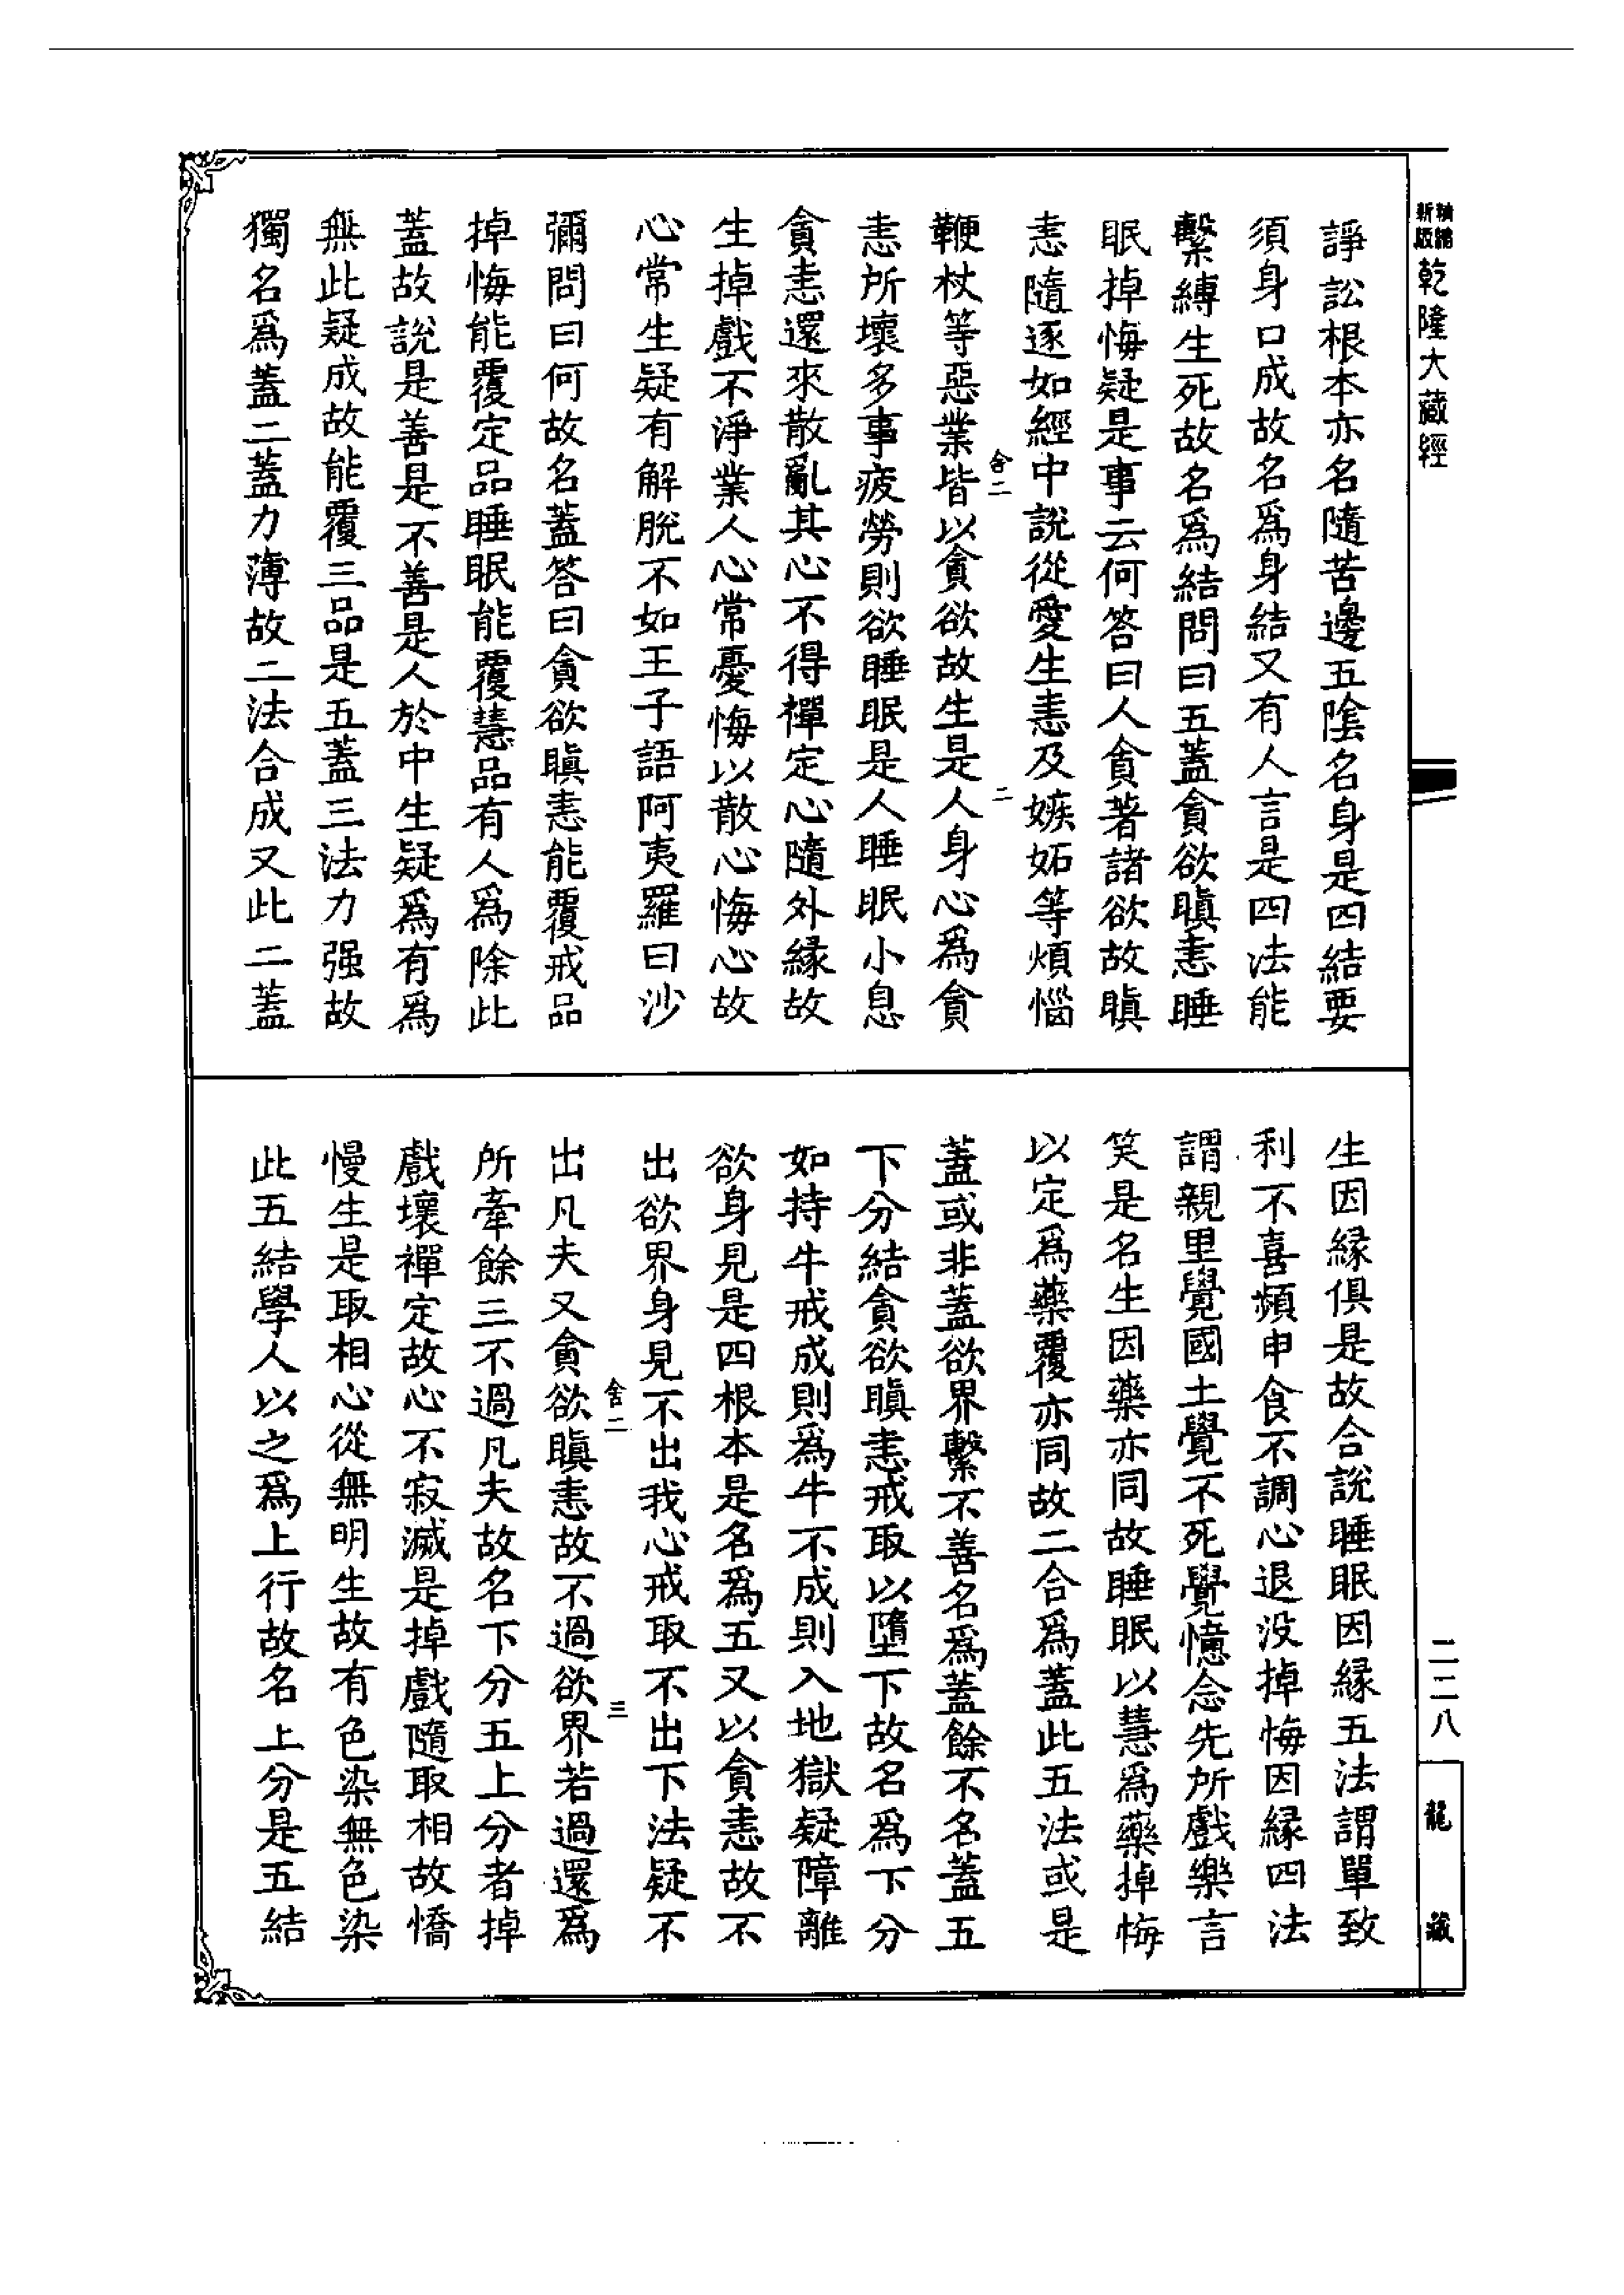 新版 精縮 乾隆大藏經
諍訟根本亦名隨苦邊五陰名身是四結要
須身口成故名爲身結又有人言是四法能
繫縛生死故名爲結問曰五蓋貪欲瞋恚睡
眠掉悔疑是事云何答曰人貪著諸欲故瞋
恚隨逐如經中說從愛生恚及嫉妬等煩惱
舍二
二
鞭杖等惡業皆以貪欲故生是人身心爲貪
恚所壞多事疲勞則欲睡眠是人睡眠小息
貪恚還來散亂其心不得禪定心隨外緣故
生掉戲不淨業人心常憂悔以散心悔心故
心常生疑有解脫不如王子語阿夷羅曰沙
彌問曰何故名蓋答曰貪欲瞋恚能覆戒品
掉悔能覆定品睡眠能覆慧品有人爲除此
蓋故說是善是不善是人於中生疑爲有爲
無此疑成故能覆三品是五蓋三法力强故
獨名爲蓋二蓋力薄故二法合成又此二蓋
生因緣俱是故合說睡眠因緣五法謂單致
利不喜頻申食不調心退没掉悔因緣四法
謂親里覺國土覺不死覺憶念先所戲樂言
笑是名生因藥亦同故睡眠以慧爲藥掉悔
以定爲藥覆亦同故二合爲蓋此五法或是
蓋或非蓋欲界繫不善名爲蓋餘不名蓋五
下分結貪欲瞋恚戒取以墮下故名爲下分
如持牛戒成則爲牛不成則入地獄疑障離
欲身見是四根本是名爲五又以貪恚故不
出欲界身見不出我心戒取不出下法疑不
舍二
三
出凡夫又貪欲瞋恚故不過欲界若過還爲
所牽餘三不過凡夫故名下分五上分者掉
戲壞禪定故心不寂滅是掉戲隨取相故憍
慢生是取相心從無明生故有色染無色染
此五結學人以之爲上行故名上分是五結
二二八
龍藏